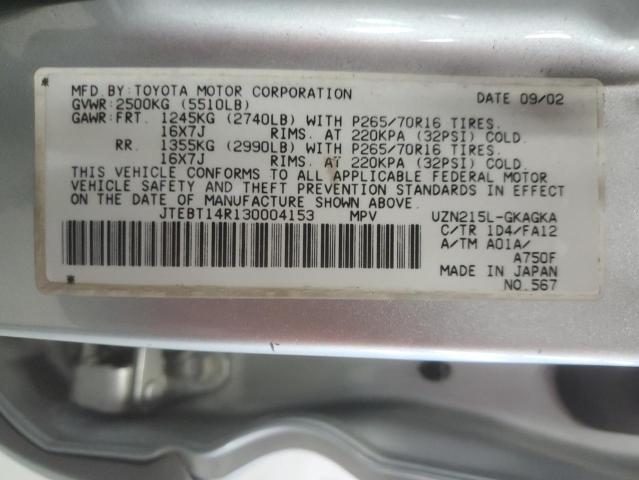 MFD.BY:TOYOTA MOTOR CORPORATION DATE 09/02
GVWR:2500KG (5510LB)
GAWR:FRT. 1245KG (2740LB) WITH P265/70R16 TIRES.
16X7J RIMS. AT 220KPA (32PSI) COLD.
RR. 1355KG (2990LB) WITH P265/70R16 TIRES.
16X7J RIMS. AT 220KPA (32PSI) COLD.
THIS VEHICLE CONFORMS TO ALL APPLICABLE FEDERAL MOTOR
VEHICLE SAFETY AND THEFT PREVENTION STANDARDS IN EFFECT
ON THE DATE OF MANUFACTURE SHOWN ABOVE.
JTEBT14R130004153 MPV UZN215L-GKAGKA
C/TR 1D4/FA12
A/TM A01A/
A750F
MADE IN JAPAN
NO.567